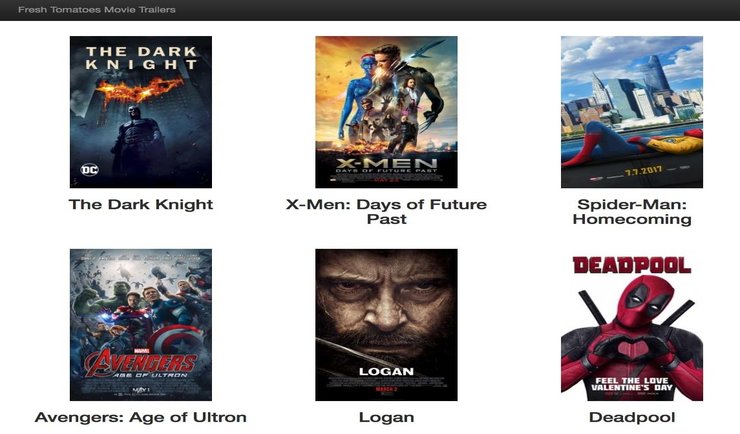 Fresh Tomatoes Movie Trailers
THE DARK
KNIGHT
DC
X-MEN
DAYS OF FUTURE PAST
7.7.2017
The Dark Knight
X-Men: Days of Future
Past
Spider-Man:
Homecoming
MARVEL
AVENGERS
AGE OF ULTRON
MAY 1
LOGAN
MARCH 3
DEADPOOL
FEEL THE LOVE
VALENTINE'S DAY
Avengers: Age of Ultron
Logan
Deadpool